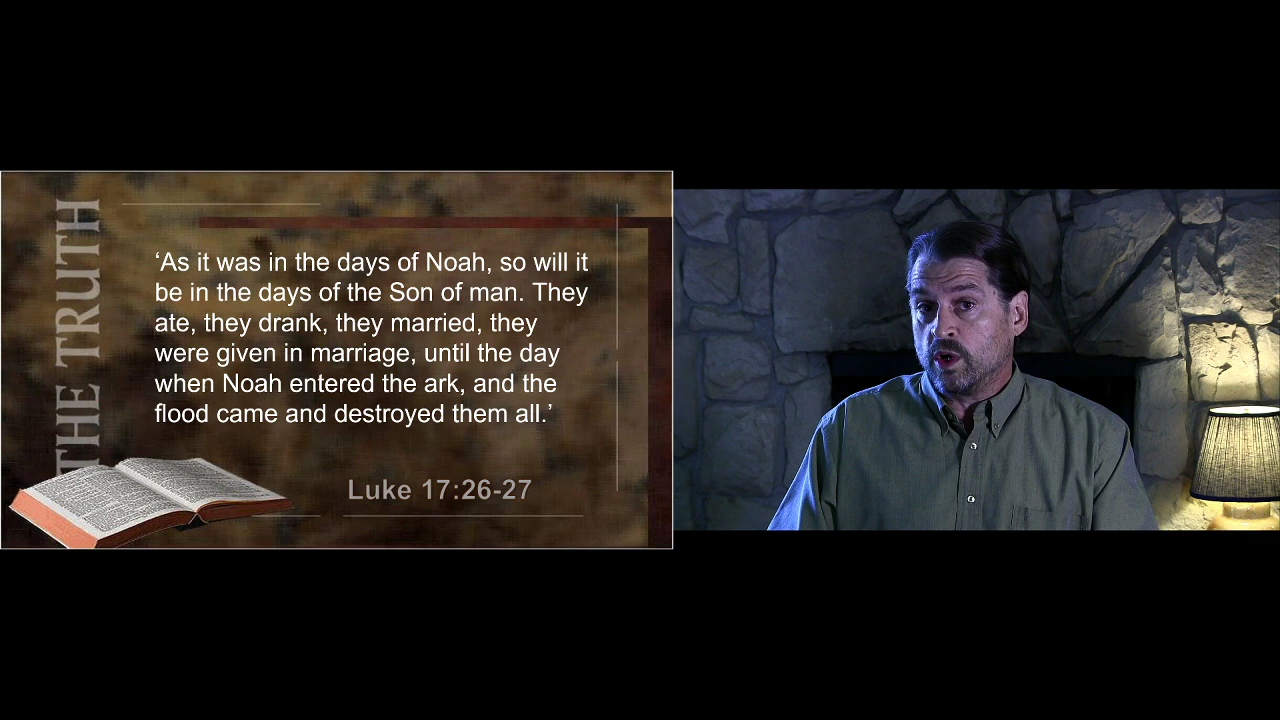 THE TRUTH
‘As it was in the days of Noah, so will it
be in the days of the Son of man. They
ate, they drank, they married, they
were given in marriage, until the day
when Noah entered the ark, and the
flood came and destroyed them all.’
Luke 17:26-27